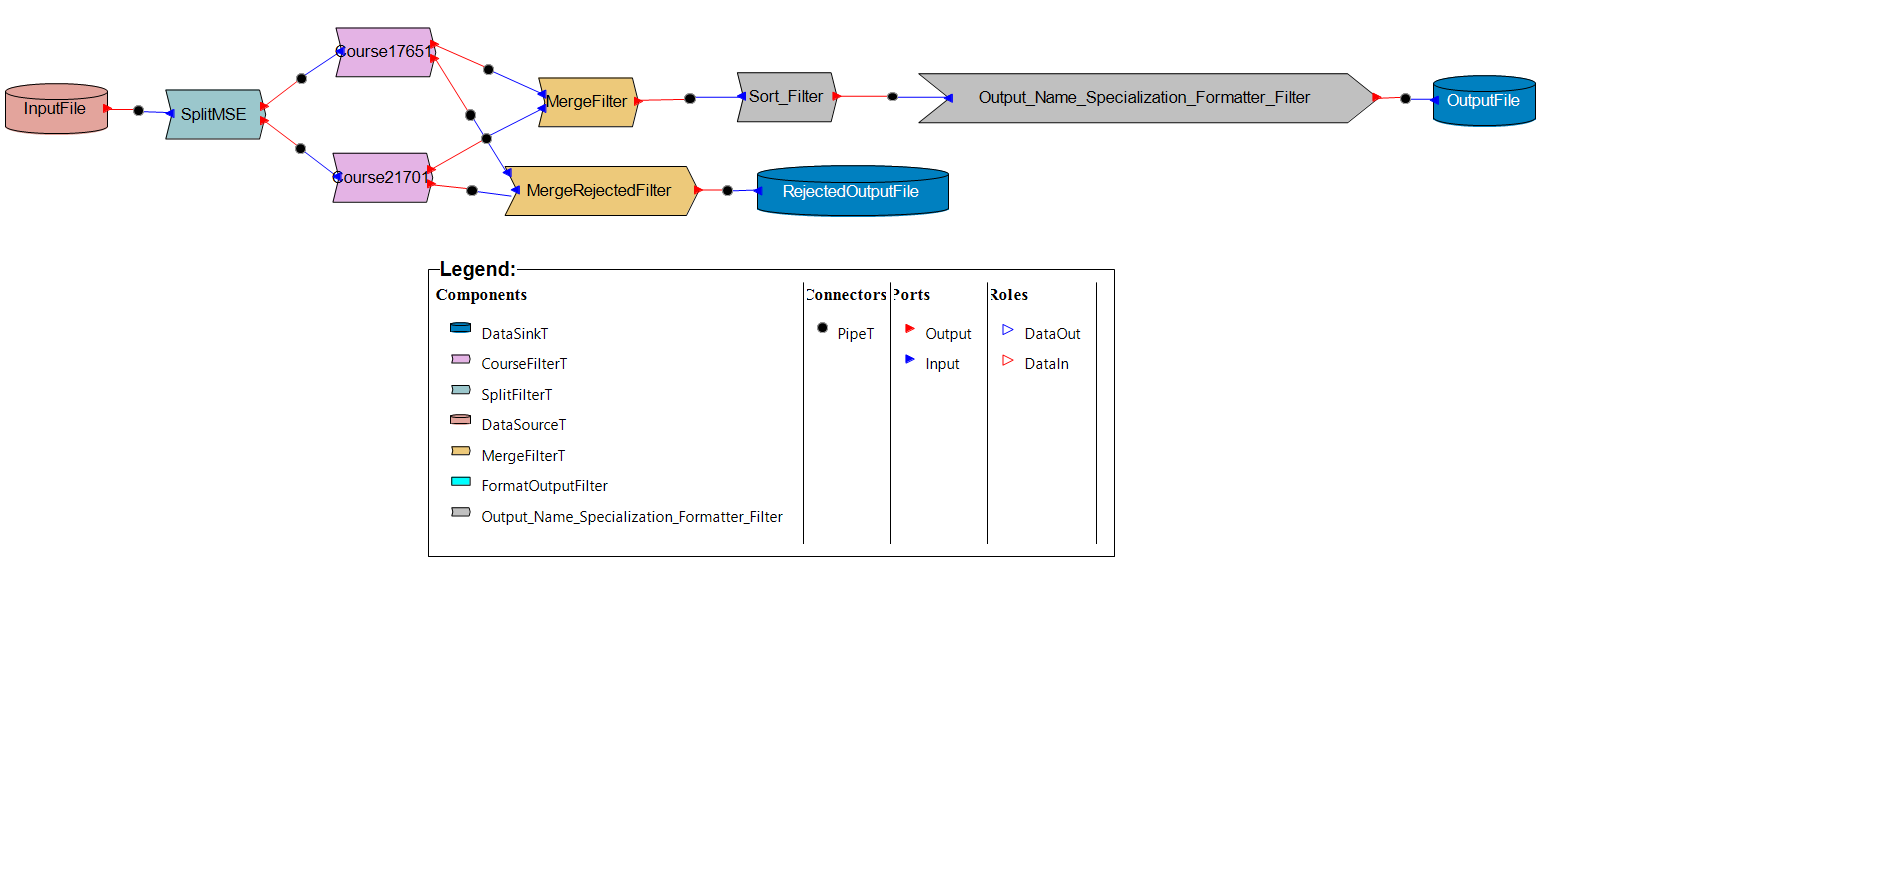 Course17651
InputFile
SplitMSE
MergeFilter
Sort_Filter
Output_Name_Specialization_Formatter_Filter
OutputFile
Course21701
MergeRejectedFilter
RejectedOutputFile
Legend:
Components
DataSinkT
CourseFilterT
SplitFilterT
DataSourceT
MergeFilterT
FormatOutputFilter
Output_Name_Specialization_Formatter_Filter
Connectors
PipeT
Ports
Output
Input
Roles
DataOut
DataIn